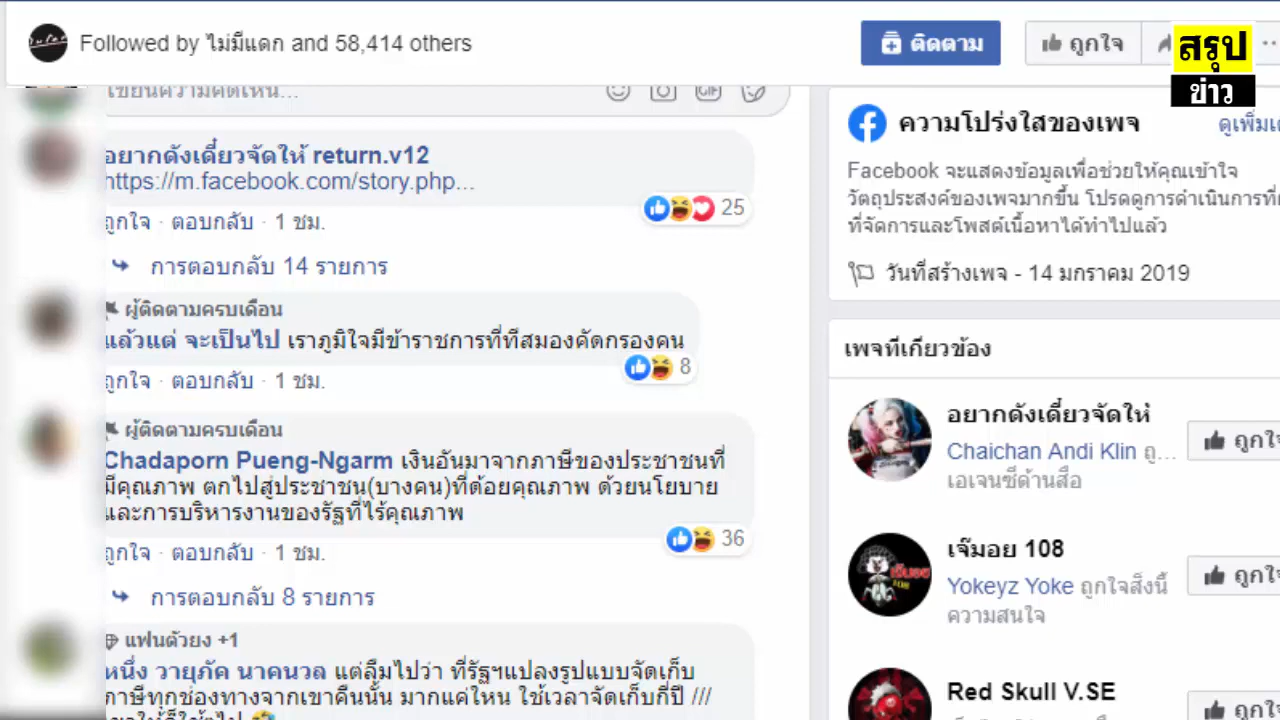 Followed by ไม่มีแดก and 58,414 others
ติดตาม
ถูกใจ
สรุป
ข่าว
เขียนความคิดเห็น...
GIF
อยากดังเดี๋ยวจัดให้ return.v12
https://m.facebook.com/story.php...
25
ถูกใจ · ตอบกลับ · 1 ชม.
การตอบกลับ 14 รายการ
ผู้ติดตามครบเดือน
แล้วแต่ จะเป็นไป เราภูมิใจมีข้าราชการที่ทีสมองคัดกรองคน
8
ถูกใจ · ตอบกลับ · 1 ชม.
ผู้ติดตามครบเดือน
Chadaporn Pueng-Ngarm เงินอันมาจากภาษีของประชาชนที่
มีคุณภาพ ตกไปสู่ประชาชน(บางคน)ที่ด้อยคุณภาพ ด้วยนโยบาย
และการบริหารงานของรัฐที่ไร้คุณภาพ
36
ถูกใจ · ตอบกลับ · 1 ชม.
การตอบกลับ 8 รายการ
แฟนตัวยง +1
หนึ่ง วายุภัค นาคนวล แต่ลืมไปว่า ที่รัฐฯแปลงรูปแบบจัดเก็บ
ภาษีทุกช่องทางจากเขาคืนนั้น มากแค่ไหน ใช้เวลาจัดเก็บกี่ปี ///
ความโปร่งใสของเพจ
ดูเพิ่มเ
Facebook จะแสดงข้อมูลเพื่อช่วยให้คุณเข้าใจ
วัตถุประสงค์ของเพจมากขึ้น โปรดดูการดำเนินการที่
ที่จัดการและโพสต์เนื้อหาได้ทำไปแล้ว
วันที่สร้างเพจ - 14 มกราคม 2019
เพจที่เกี่ยวข้อง
อยากดังเดี๋ยวจัดให้
Chaichan Andi Klin ถู...
เอเจนซี่ด้านสื่อ
ถูกใ
เจ๊มอย 108
Yokeyz Yoke ถูกใจสิ่งนี้
ความสนใจ
ถูกใ
Red Skull V.SE
ถูกใ